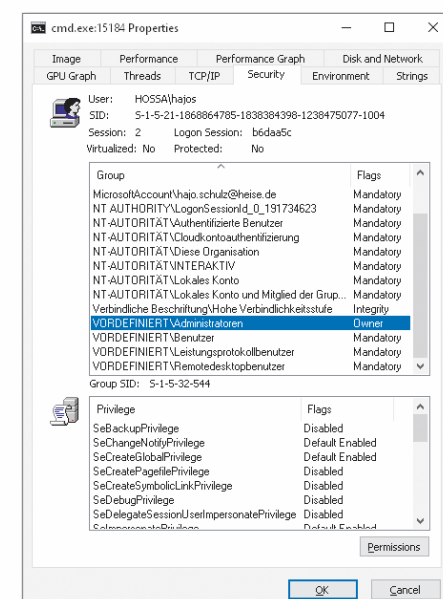 cmd.exe:15184 Properties
Image Performance Performance Graph Disk and Network
GPU Graph Threads TCP/IP Security Environment Strings
User: HOSSA\hajos
SID: S-1-5-21-1868864785-1838384398-1238475077-1004
Session: 2 Logon Session: b6daa5c
Virtualized: No Protected: No
Group Flags
MicrosoftAccount\hajo.schulz@heise.de Mandatory
NT AUTHORITY\LogonSessionId_0_191734623 Mandatory
NT-AUTORITÄT\Authentifizierte Benutzer Mandatory
NT-AUTORITÄT\Cloudkontoauthentifizierung Mandatory
NT-AUTORITÄT\Diese Organisation Mandatory
NT-AUTORITÄT\INTERAKTIV Mandatory
NT-AUTORITÄT\Lokales Konto Mandatory
NT-AUTORITÄT\Lokales Konto und Mitglied der Grup... Mandatory
Verbindliche Beschriftung\Hohe Verbindlichkeitsstufe Integrity
VORDEFINIERT\Administratoren Owner
VORDEFINIERT\Benutzer Mandatory
VORDEFINIERT\Leistungsprotokollbenutzer Mandatory
VORDEFINIERT\Remotedesktopbenutzer Mandatory
Group SID: S-1-5-32-544
Privilege Flags
SeBackupPrivilege Disabled
SeChangeNotifyPrivilege Default Enabled
SeCreateGlobalPrivilege Default Enabled
SeCreatePagefilePrivilege Disabled
SeCreateSymbolicLinkPrivilege Disabled
SeDebugPrivilege Disabled
SeDelegateSessionUserImpersonatePrivilege Disabled
SeImpersonatePrivilege Default Enabled
Permissions
OK Cancel